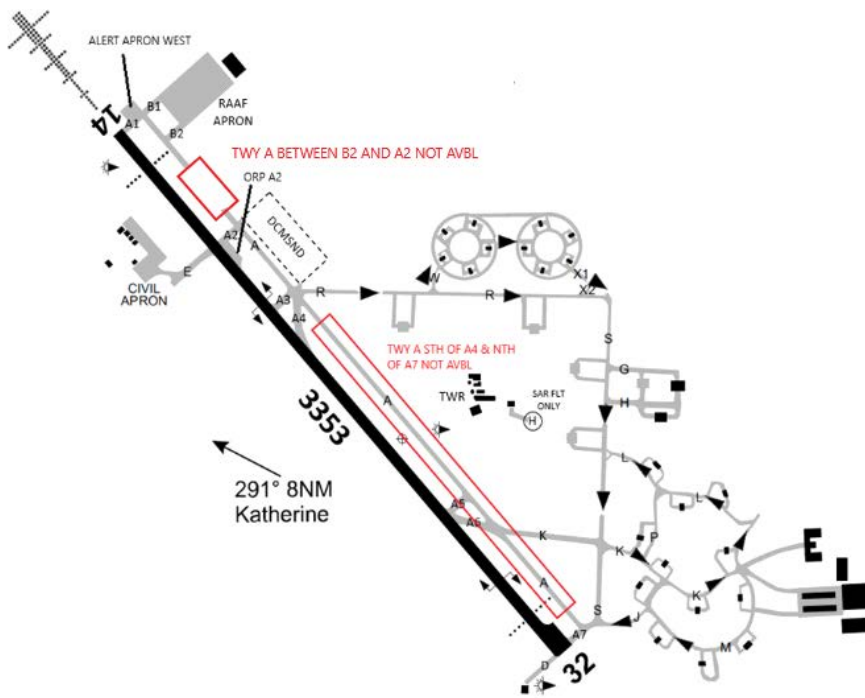 ALERT APRON WEST
14
A1
B1
B2
RAAF
APRON
TWY A BETWEEN B2 AND A2 NOT AVBL
ORP A2
DCMSND
A2
A
E
CIVIL
APRON
A3
A4
R
W
R
X1
X2
S
G
H
TWY A STH OF A4 & NTH
OF A7 NOT AVBL
A
TWR
SAR FLT
ONLY
H
3353
291° 8NM
Katherine
L
L
A5
A6
K
P
K
K
A
S
J
M
A7
D
32